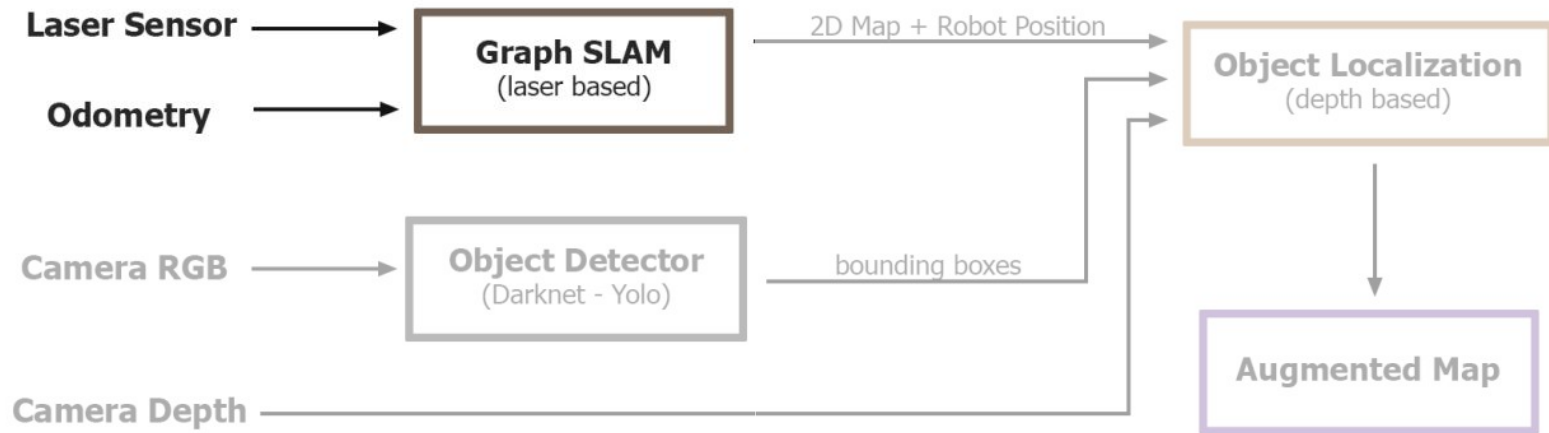 Laser Sensor
Odometry
Graph SLAM
(laser based)
2D Map + Robot Position
Object Localization
(depth based)
Camera RGB
Object Detector
(Darknet - Yolo)
bounding boxes
Camera Depth
Augmented Map